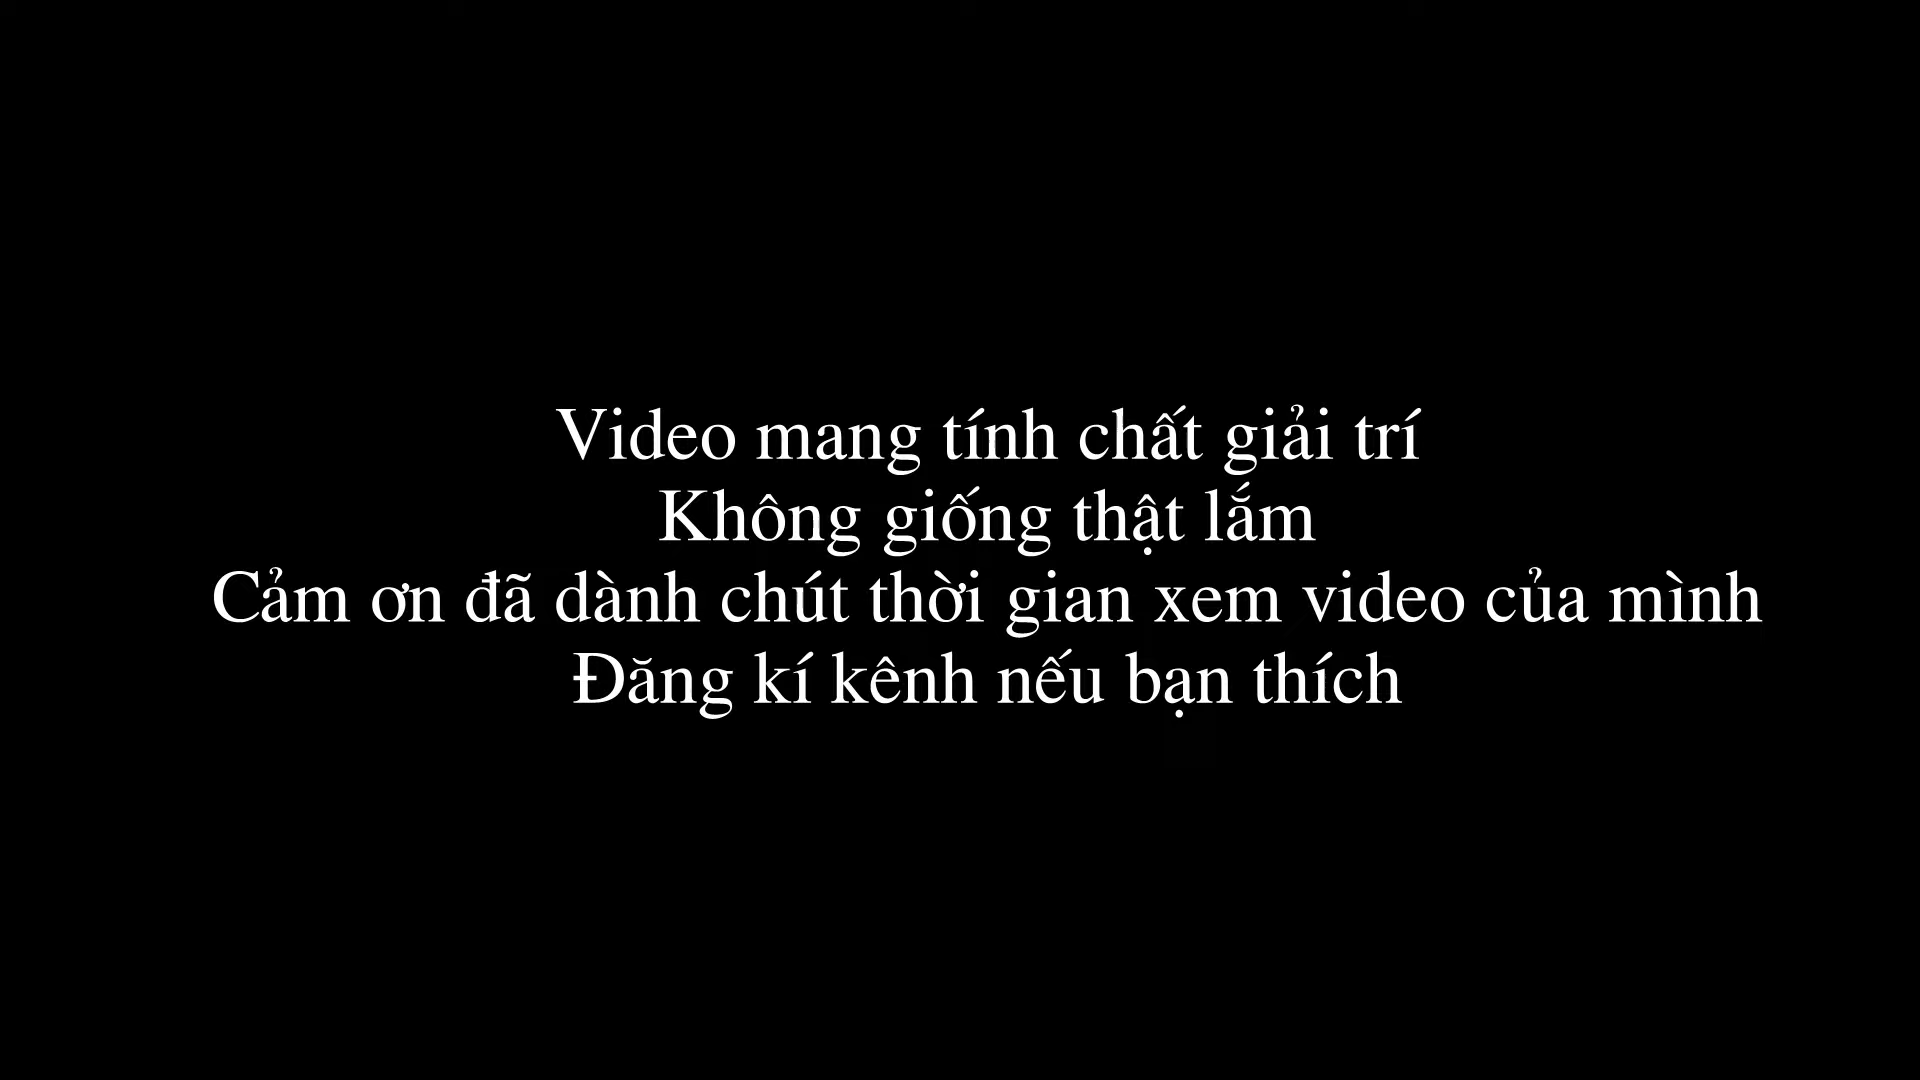 Video mang tính chất giải trí
Không giống thật lắm
Cảm ơn đã dành chút thời gian xem video của mình
Đăng kí kênh nếu bạn thích